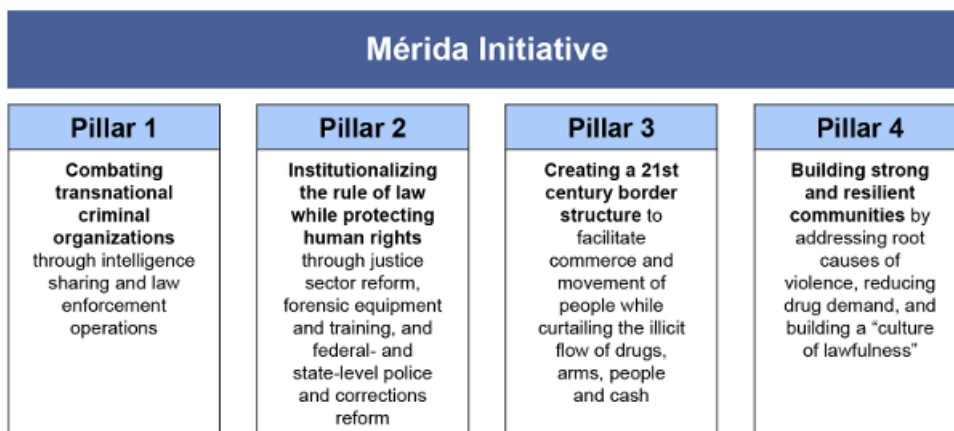 Mérida Initiative
Pillar 1
Combating
transnational
criminal
organizations
through intelligence
sharing and law
enforcement
operations
Pillar 2
Institutionalizing
the rule of law
while protecting
human rights
through justice
sector reform,
forensic equipment
and training, and
federal- and
state-level police
and corrections
reform
Pillar 3
Creating a 21st
century border
structure to
facilitate
commerce and
movement of
people while
curtailing the illicit
flow of drugs,
arms, people
and cash
Pillar 4
Building strong
and resilient
communities by
addressing root
causes of
violence, reducing
drug demand, and
building a “culture
of lawfulness”